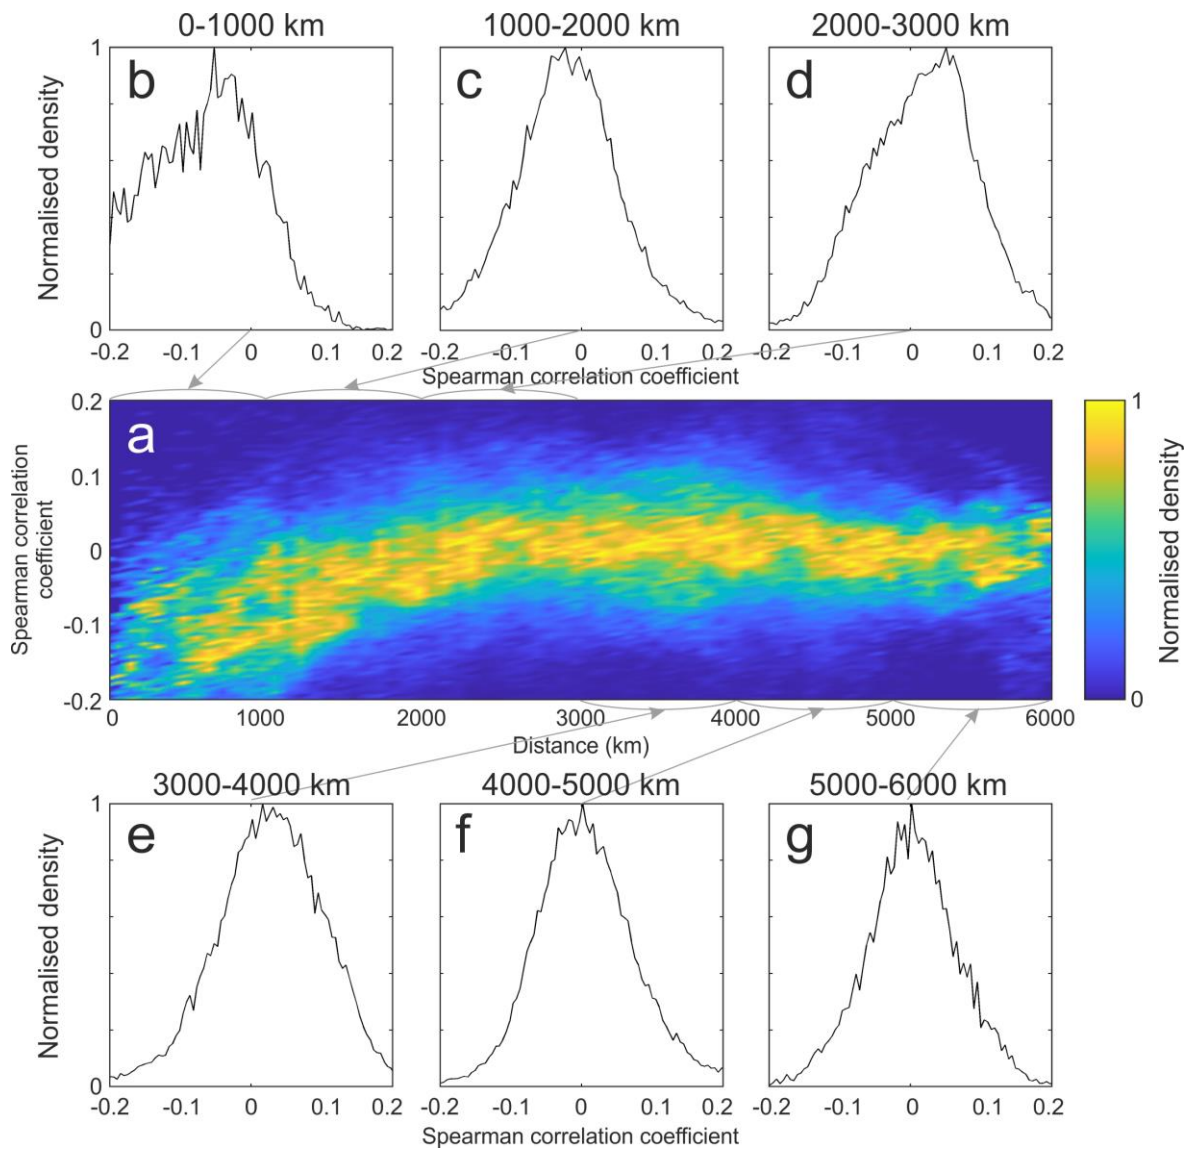 0-1000 km
1000-2000 km
2000-3000 km
Normalised density
1
0
b
c
d
-0.2 -0.1 0 0.1 0.2
-0.2 -0.1 0 0.1 0.2
-0.2 -0.1 0 0.1 0.2
Spearman correlation coefficient
Spearman correlation
coefficient
0.2
0.1
0
-0.1
-0.2
a
1
0
Normalised density
0 1000 2000 3000 4000 5000 6000
Distance (km)
3000-4000 km
4000-5000 km
5000-6000 km
Normalised density
1
0
e
f
g
-0.2 -0.1 0 0.1 0.2
-0.2 -0.1 0 0.1 0.2
-0.2 -0.1 0 0.1 0.2
Spearman correlation coefficient